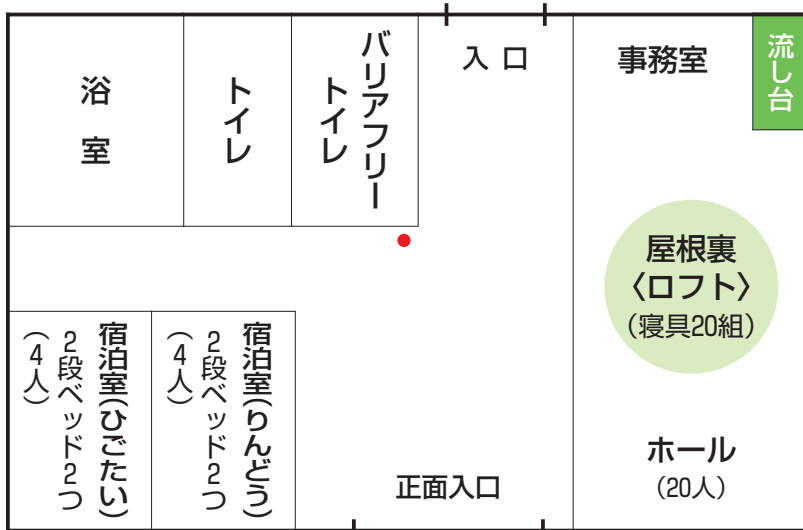 浴室
トイレ
バリアフリー
トイレ
入口
事務室
流し台
屋根裏
〈ロフト〉
(寝具20組)
宿泊室(ひごたい)
2段ベッド2つ
(4人)
宿泊室(りんどう)
2段ベッド2つ
(4人)
正面入口
ホール
(20人)